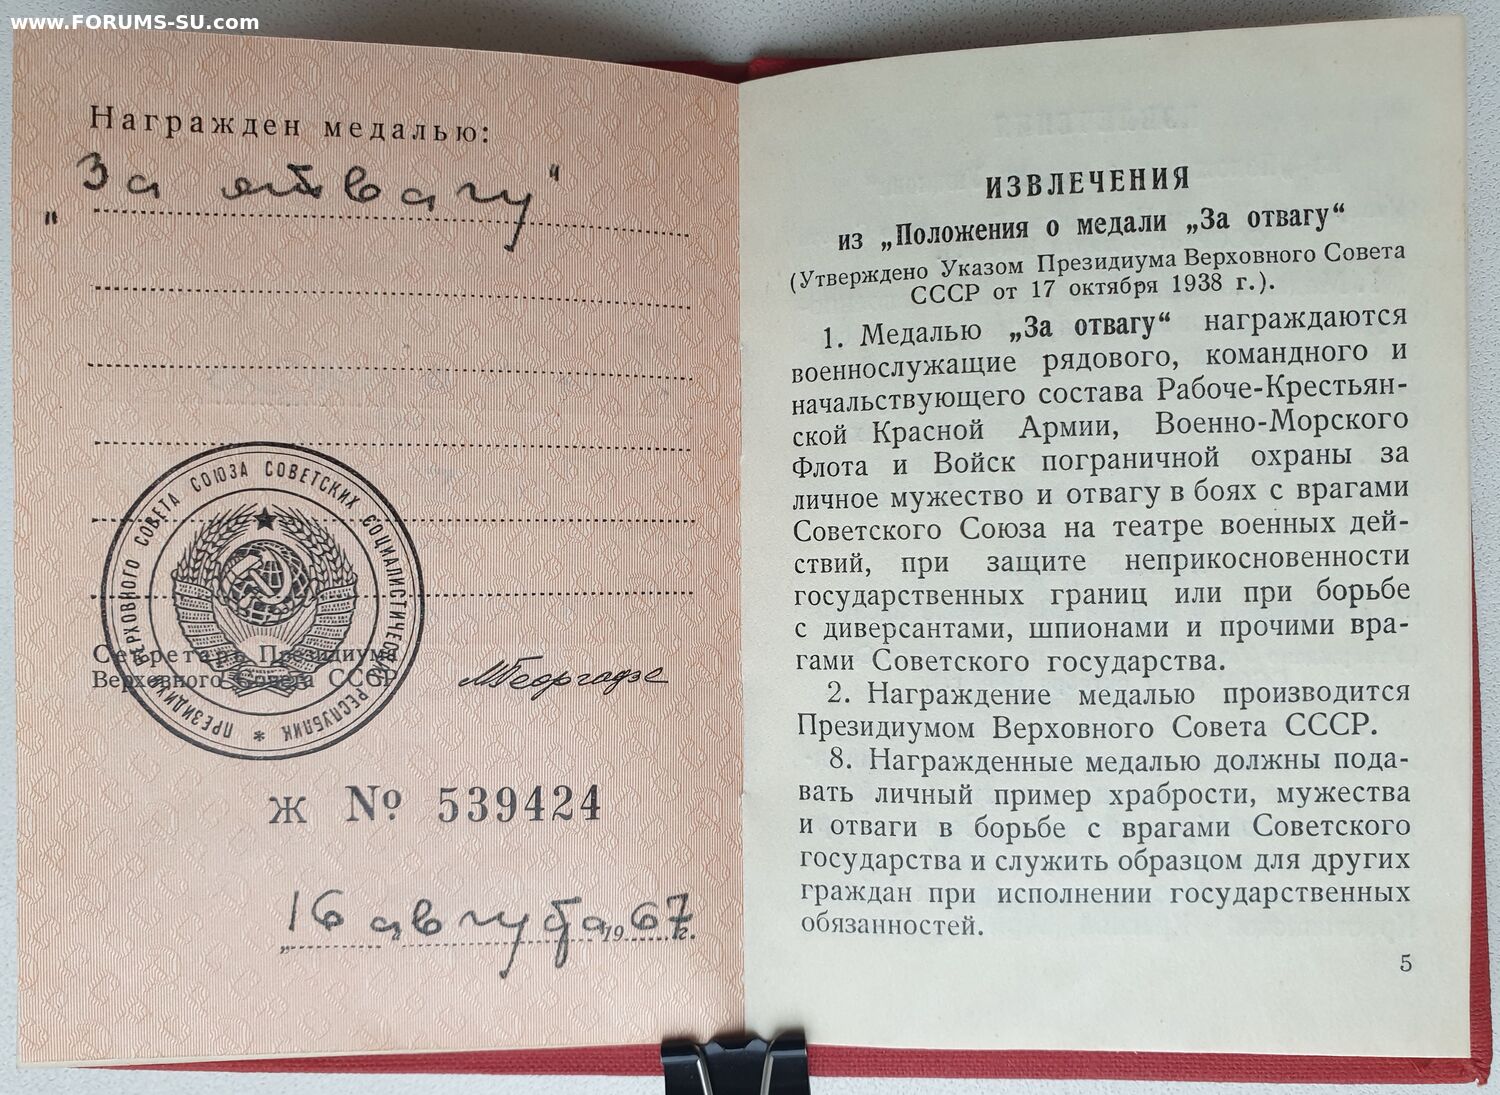 www.FORUMS-SU.com
Награжден медалью:
„За отвагу“
ПРЕЗИДИУМ ВЕРХОВНОГО СОВЕТА СОЮЗА СОВЕТСКИХ СОЦИАЛИСТИЧЕСКИХ РЕСПУБЛИК *
Секретарь Президиума
Верховного Совета СССР
МГеоргадзе
Ж № 539424
„16 августа 1967 г.
ИЗВЛЕЧЕНИЯ
из „Положения о медали „За отвагу“
(Утверждено Указом Президиума Верховного Совета
СССР от 17 октября 1938 г.).
1. Медалью „За отвагу“ награждаются
военнослужащие рядового, командного и
начальствующего состава Рабоче-Крестьян-
ской Красной Армии, Военно-Морского
Флота и Войск пограничной охраны за
личное мужество и отвагу в боях с врагами
Советского Союза на театре военных дей-
ствий, при защите неприкосновенности
государственных границ или при борьбе
с диверсантами, шпионами и прочими вра-
гами Советского государства.
2. Награждение медалью производится
Президиумом Верховного Совета СССР.
8. Награжденные медалью должны пода-
вать личный пример храбрости, мужества
и отваги в борьбе с врагами Советского
государства и служить образцом для других
граждан при исполнении государственных
обязанностей.
5